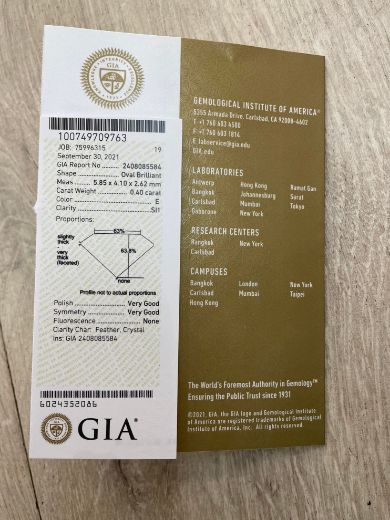 GIA
100749709763
JOB: 75996315 19
September 30, 2021
GIA Report No ........ 2408085584
Shape ........ Oval Brilliant
Meas ..... 5.85 x 4.10 x 2.62 mm
Carat Weight ........ 0.40 carat
Color ........ E
Clarity ........ SI1
Proportions:
63%
slightly
thick
-
very
thick
(faceted)
63.8%
none
Profile not to actual proportions
Polish ........ Very Good
Symmetry ........ Very Good
Fluorescence ........ None
Clarity Char: Feather, Crystal
Ins: GIA 2408085584
6024352086
GIA®
GEMOLOGICAL INSTITUTE OF AMERICA®
5355 Armada Drive, Carlsbad, CA 92008-4602
T: +1 760 603 4500
F: +1 760 603 1814
E: labservice@gia.edu
GIA.edu
LABORATORIES
Antwerp Hong Kong Ramat Gan
Bangkok Johannesburg Surat
Carlsbad Mumbai Tokyo
Gaborone New York
RESEARCH CENTERS
Bangkok New York
Carlsbad
CAMPUSES
Bangkok London New York
Carlsbad Mumbai Taipei
Hong Kong
The World's Foremost Authority in Gemology™
Ensuring the Public Trust since 1931
©2021, GIA, the GIA logo and Gemological Institute
of America are registered trademarks of Gemological
Institute of America, Inc. All rights reserved.